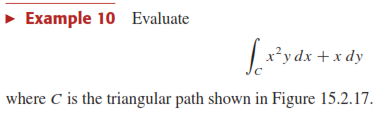 ▶ Example 10 Evaluate
∫_C x²y dx + x dy
where C is the triangular path shown in Figure 15.2.17.